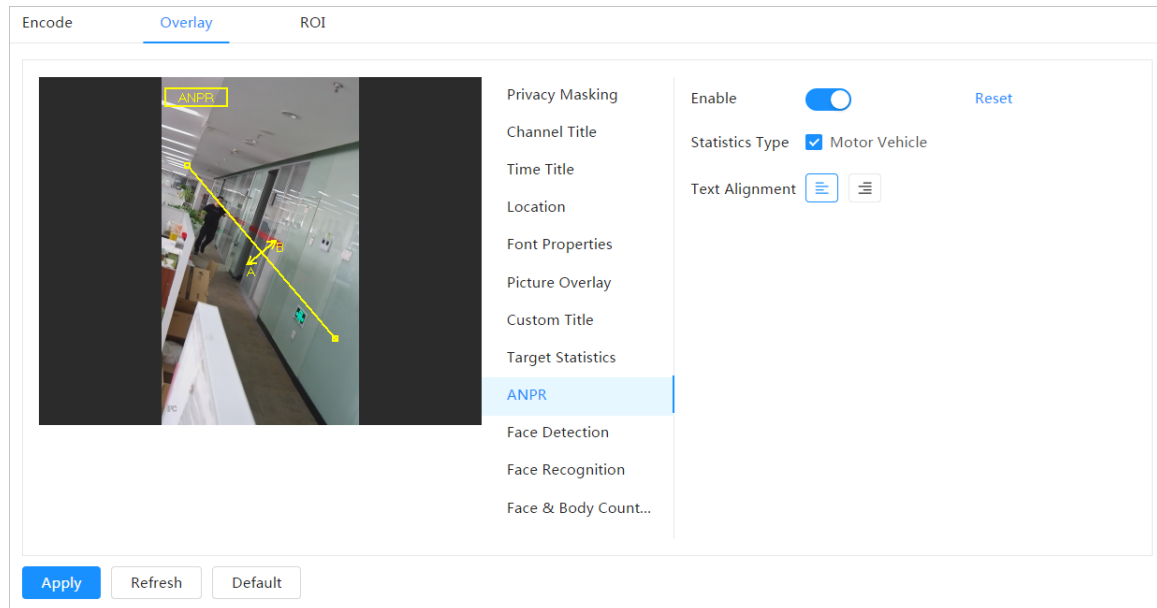 Encode Overlay ROI
ANPR
B
A
Privacy Masking
Channel Title
Time Title
Location
Font Properties
Picture Overlay
Custom Title
Target Statistics
ANPR
Face Detection
Face Recognition
Face & Body Count...
Enable Reset
Statistics Type Motor Vehicle
Text Alignment
Apply Refresh Default